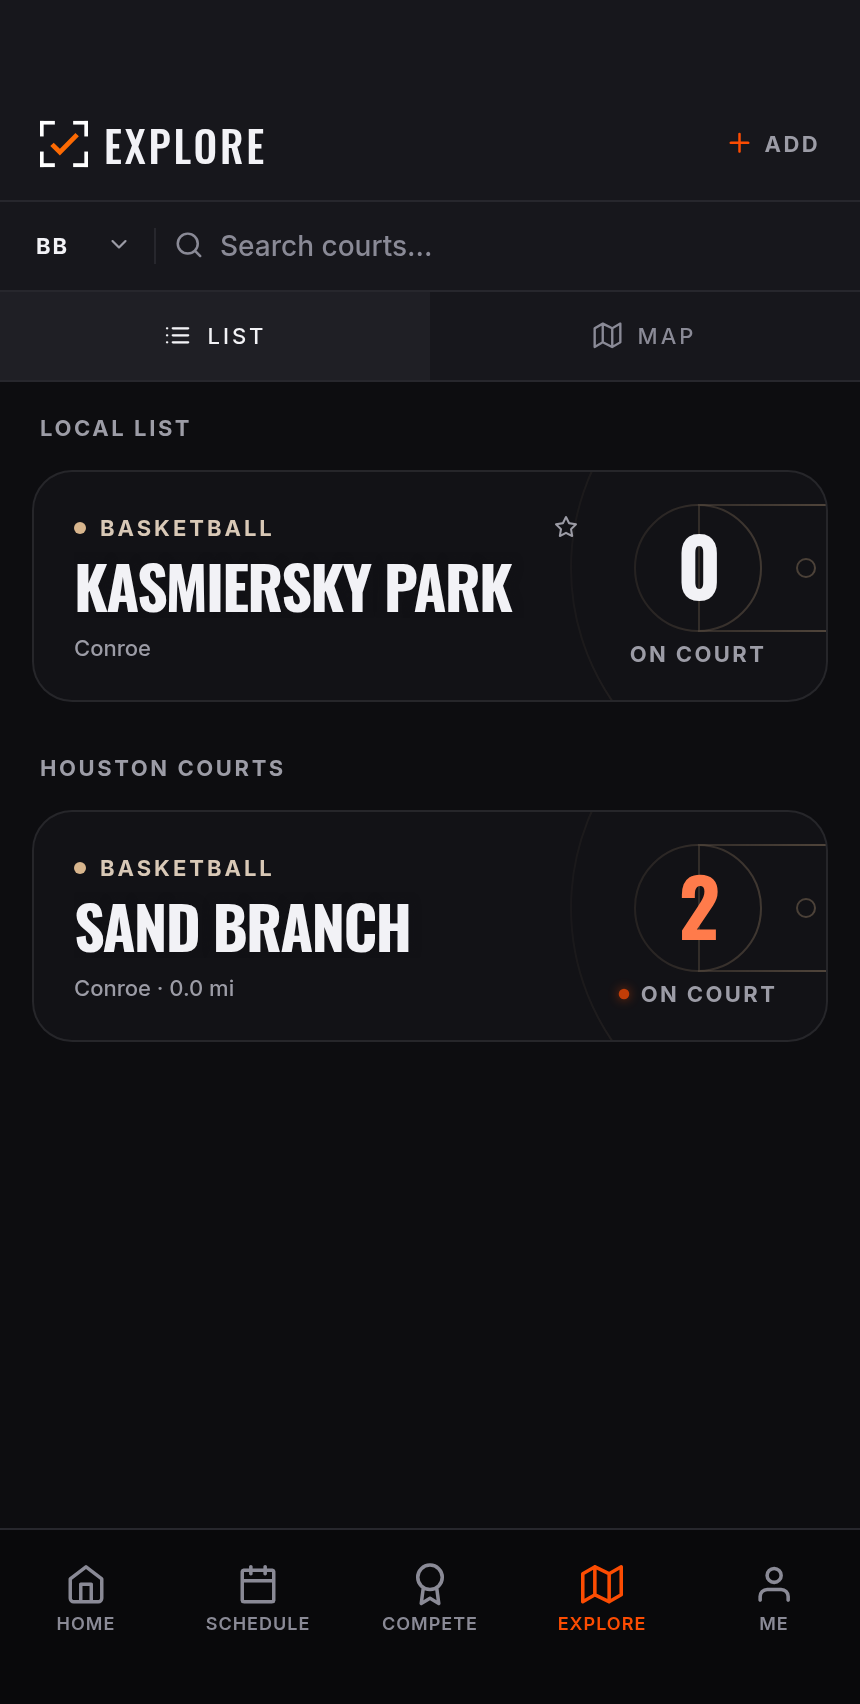 EXPLORE
ADD
BB
Search courts...
LIST
MAP
LOCAL LIST
BASKETBALL
KASMIERSKY PARK
Conroe
0
ON COURT
HOUSTON COURTS
BASKETBALL
SAND BRANCH
Conroe · 0.0 mi
2
ON COURT
HOME
SCHEDULE
COMPETE
EXPLORE
ME